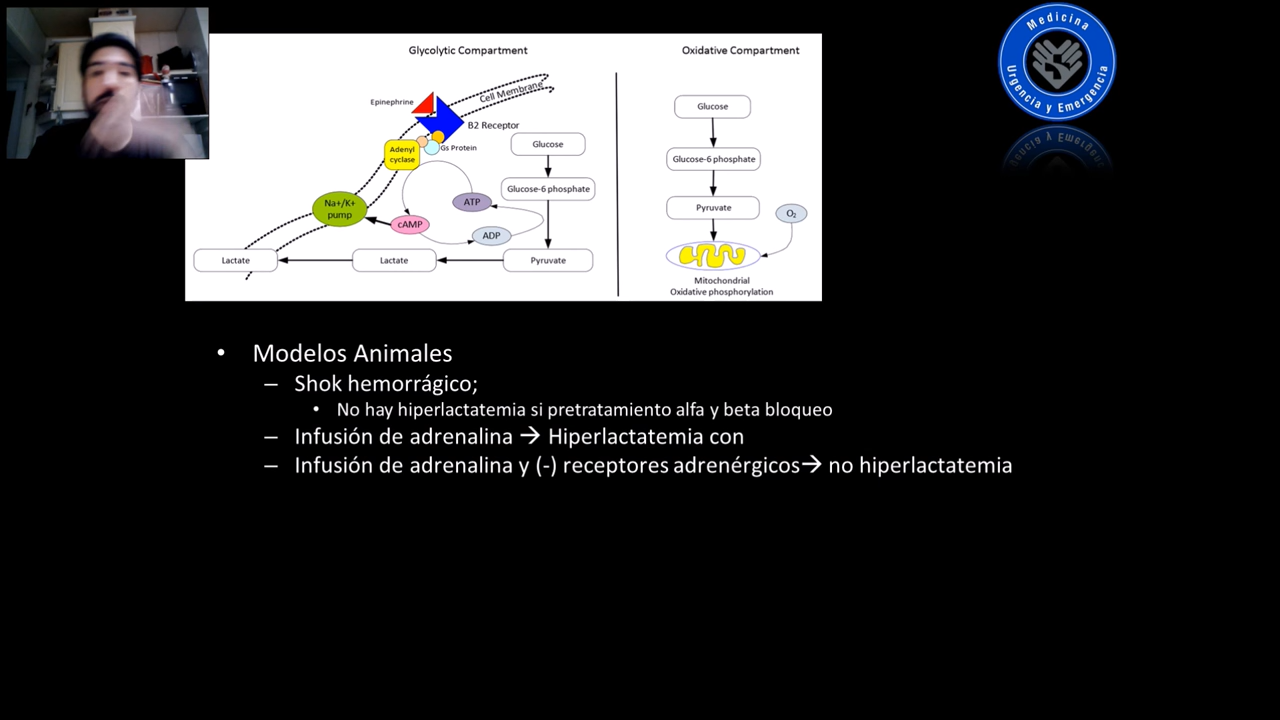 Glycolytic Compartment
Oxidative Compartment
Epinephrine
Cell Membrane
B2 Receptor
Adenyl
cyclase
Gs Protein
Glucose
Glucose-6 phosphate
Na+/K+
pump
ATP
cAMP
ADP
Lactate
Lactate
Pyruvate
Glucose
Glucose-6 phosphate
Pyruvate
O₂
Mitochondrial
Oxidative phosphorylation
Medicina
Urgencia y Emergencia
• Modelos Animales
– Shok hemorrágico;
• No hay hiperlactatemia si pretratamiento alfa y beta bloqueo
– Infusión de adrenalina → Hiperlactatemia con
– Infusión de adrenalina y (-) receptores adrenérgicos→ no hiperlactatemia